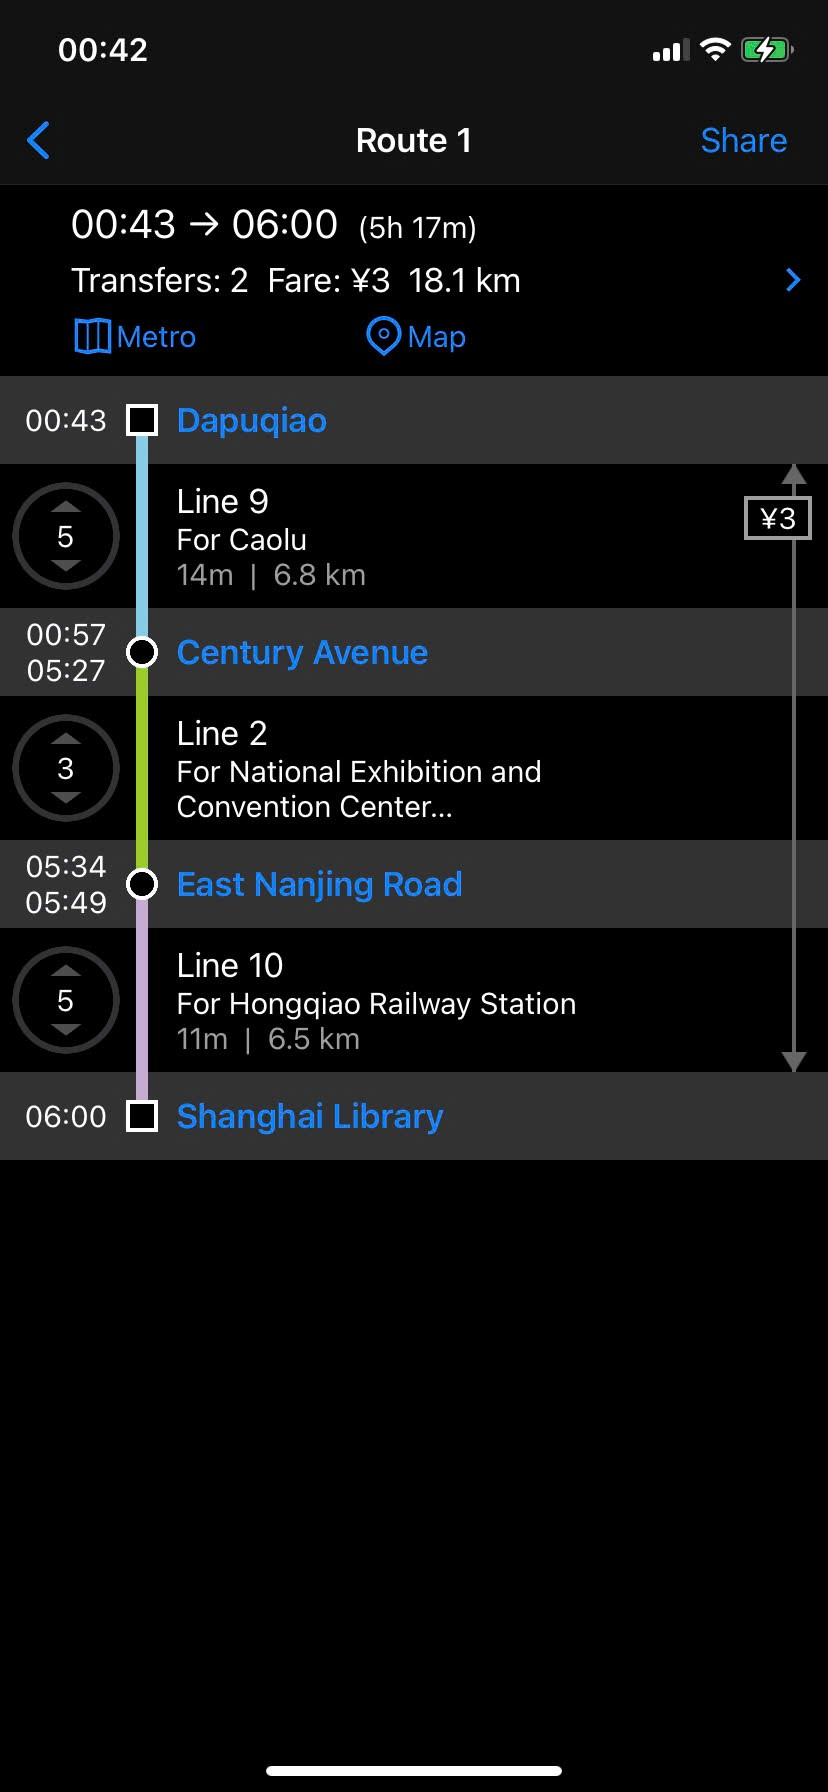 00:42
Route 1
Share
00:43 → 06:00 (5h 17m)
Transfers: 2 Fare: ¥3 18.1 km
Metro
Map
00:43 Dapuqiao
Line 9
¥3
5
For Caolu
14m | 6.8 km
00:57
05:27
Century Avenue
Line 2
3
For National Exhibition and
Convention Center...
05:34
05:49
East Nanjing Road
Line 10
5
For Hongqiao Railway Station
11m | 6.5 km
06:00 Shanghai Library